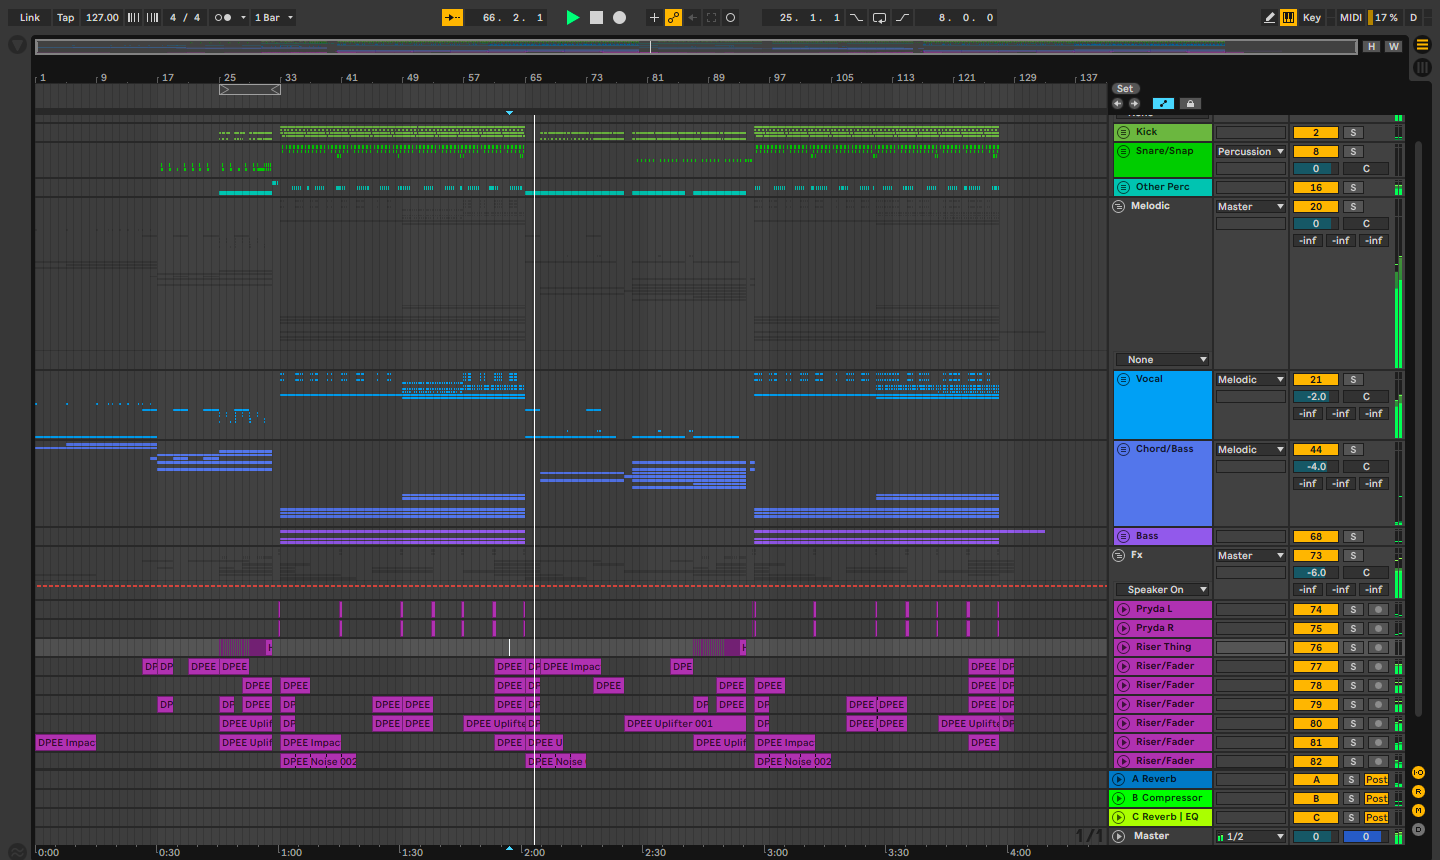 Link Tap 127.00 4 / 4 1 Bar 66. 2. 1 25. 1. 1 8. 0. 0 Key MIDI 17 % D
H W
1 9 17 25 33 41 49 57 65 73 81 89 97 105 113 121 129 137
Set
Kick 2 S
Snare/Snap Percussion 8 S
0 C
Other Perc 16 S
Melodic Master 20 S
0 C
-inf -inf -inf
None
Vocal Melodic 21 S
-2.0 C
-inf -inf -inf
Chord/Bass Melodic 44 S
-4.0 C
-inf -inf -inf
Bass 68 S
Fx Master 73 S
-6.0 C
Speaker On -inf -inf -inf
Pryda L 74 S
Pryda R 75 S
Riser Thing 76 S
DP DP DPEE DPEE DPEE DP DPEE Impac DPEE DPEE DP Riser/Fader 77 S
DPEE DPEE DPEE DP DPEE DPEE DPEE Riser/Fader 78 S
DP DP DPEE DP DPEE DPEE DPEE DP DP DPEE DP DPEE DPEE DPEE DP Riser/Fader 79 S
DPEE Uplif DP DPEE DPEE DPEE Uplifte DP DPEE Uplifter 001 DP DPEE DPEE DPEE Uplifte DP Riser/Fader 80 S
DPEE Impac DPEE Uplif DPEE Impac DPEE DPEE U DPEE Uplif DPEE Impac DPEE Riser/Fader 81 S
DPEE Noise 002 DPEE Nois DPEE Noise 002 Riser/Fader 82 S
A Reverb A S Post
B Compressor B S Post
C Reverb | EQ C S Post
1/1 Master 1/2 0 0
0:00 0:30 1:00 1:30 2:00 2:30 3:00 3:30 4:00
I·O
R
M
D